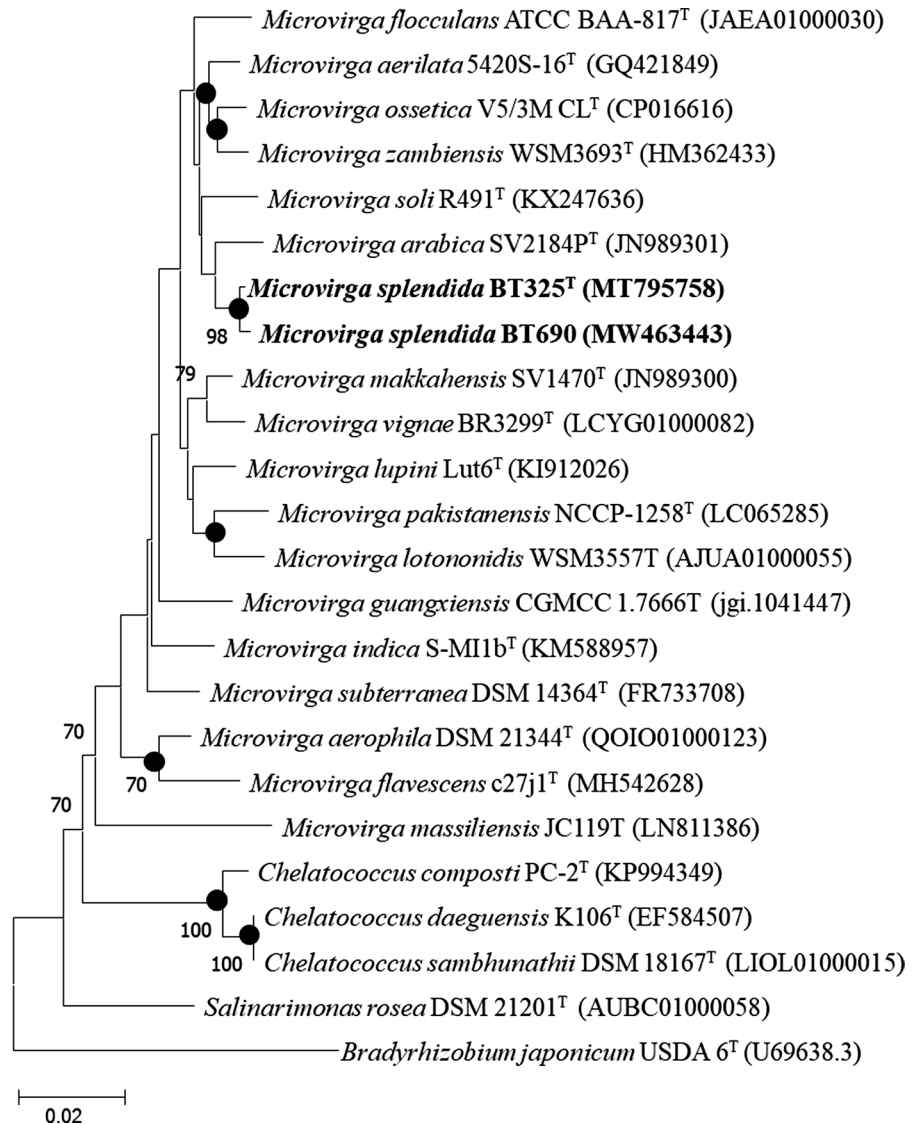 Microvirga flocculans ATCC BAA-817ᵀ (JAEA01000030)
Microvirga aerilata 5420S-16ᵀ (GQ421849)
Microvirga ossetica V5/3M CLᵀ (CP016616)
Microvirga zambiensis WSM3693ᵀ (HM362433)
Microvirga soli R491ᵀ (KX247636)
Microvirga arabica SV2184Pᵀ (JN989301)
Microvirga splendida BT325ᵀ (MT795758)
98 Microvirga splendida BT690 (MW463443)
79 Microvirga makkahensis SV1470ᵀ (JN989300)
Microvirga vignae BR3299ᵀ (LCYG01000082)
Microvirga lupini Lut6ᵀ (KI912026)
Microvirga pakistanensis NCCP-1258ᵀ (LC065285)
Microvirga lotononidis WSM3557T (AJUA01000055)
Microvirga guangxiensis CGMCC 1.7666T (jgi.1041447)
Microvirga indica S-MI1bᵀ (KM588957)
Microvirga subterranea DSM 14364ᵀ (FR733708)
70 Microvirga aerophila DSM 21344ᵀ (QOIO01000123)
70 Microvirga flavescens c27j1ᵀ (MH542628)
70
Microvirga massiliensis JC119T (LN811386)
Chelatococcus composti PC-2ᵀ (KP994349)
100 Chelatococcus daeguensis K106ᵀ (EF584507)
100 Chelatococcus sambhunathii DSM 18167ᵀ (LIOL01000015)
Salinarimonas rosea DSM 21201ᵀ (AUBC01000058)
Bradyrhizobium japonicum USDA 6ᵀ (U69638.3)
0.02